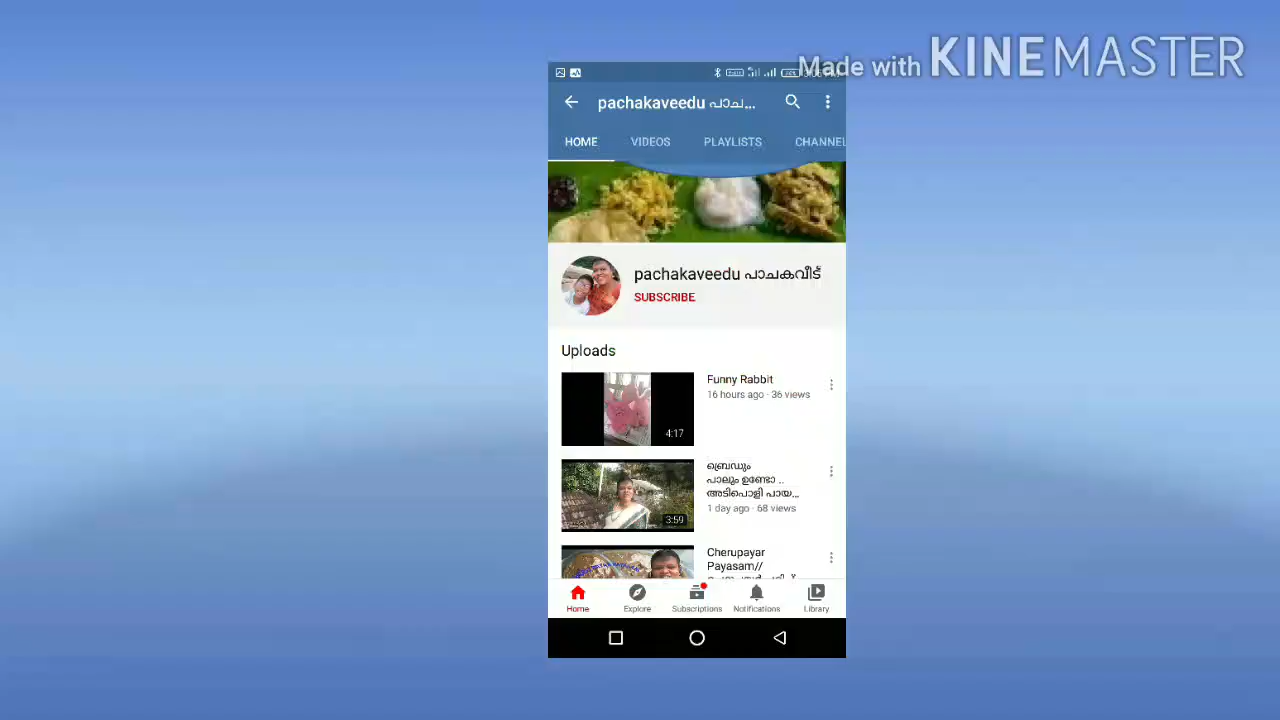 Made with KINEMASTER
pachakaveedu പാച...
HOME VIDEOS PLAYLISTS CHANNEL
pachakaveedu പാചകവീട്
SUBSCRIBE
Uploads
Funny Rabbit
16 hours ago · 36 views
4:17
ബ്രെഡും
പാലും ഉണ്ടോ ..
അടിപൊളി പായ...
1 day ago · 68 views
3:59
Cherupayar
Payasam//
Home Explore Subscriptions Notifications Library